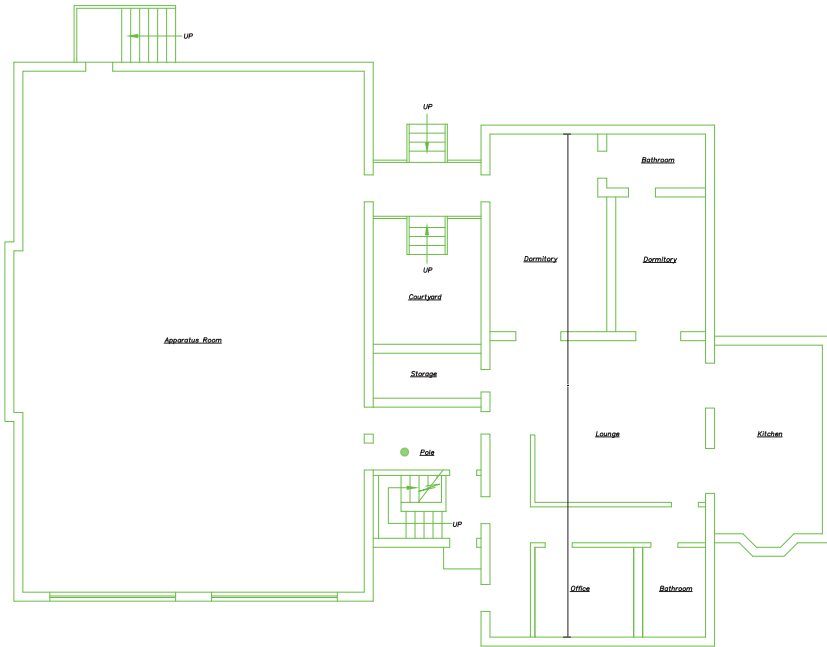 UP
UP
Bathroom
Dormitory
Dormitory
UP
Courtyard
Apparatus Room
Storage
Lounge
Kitchen
Pole
UP
Office
Bathroom